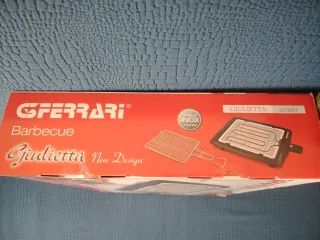 G3FERRARI®
Barbecue
Giulietta New Design
INOX
GIULIETTA